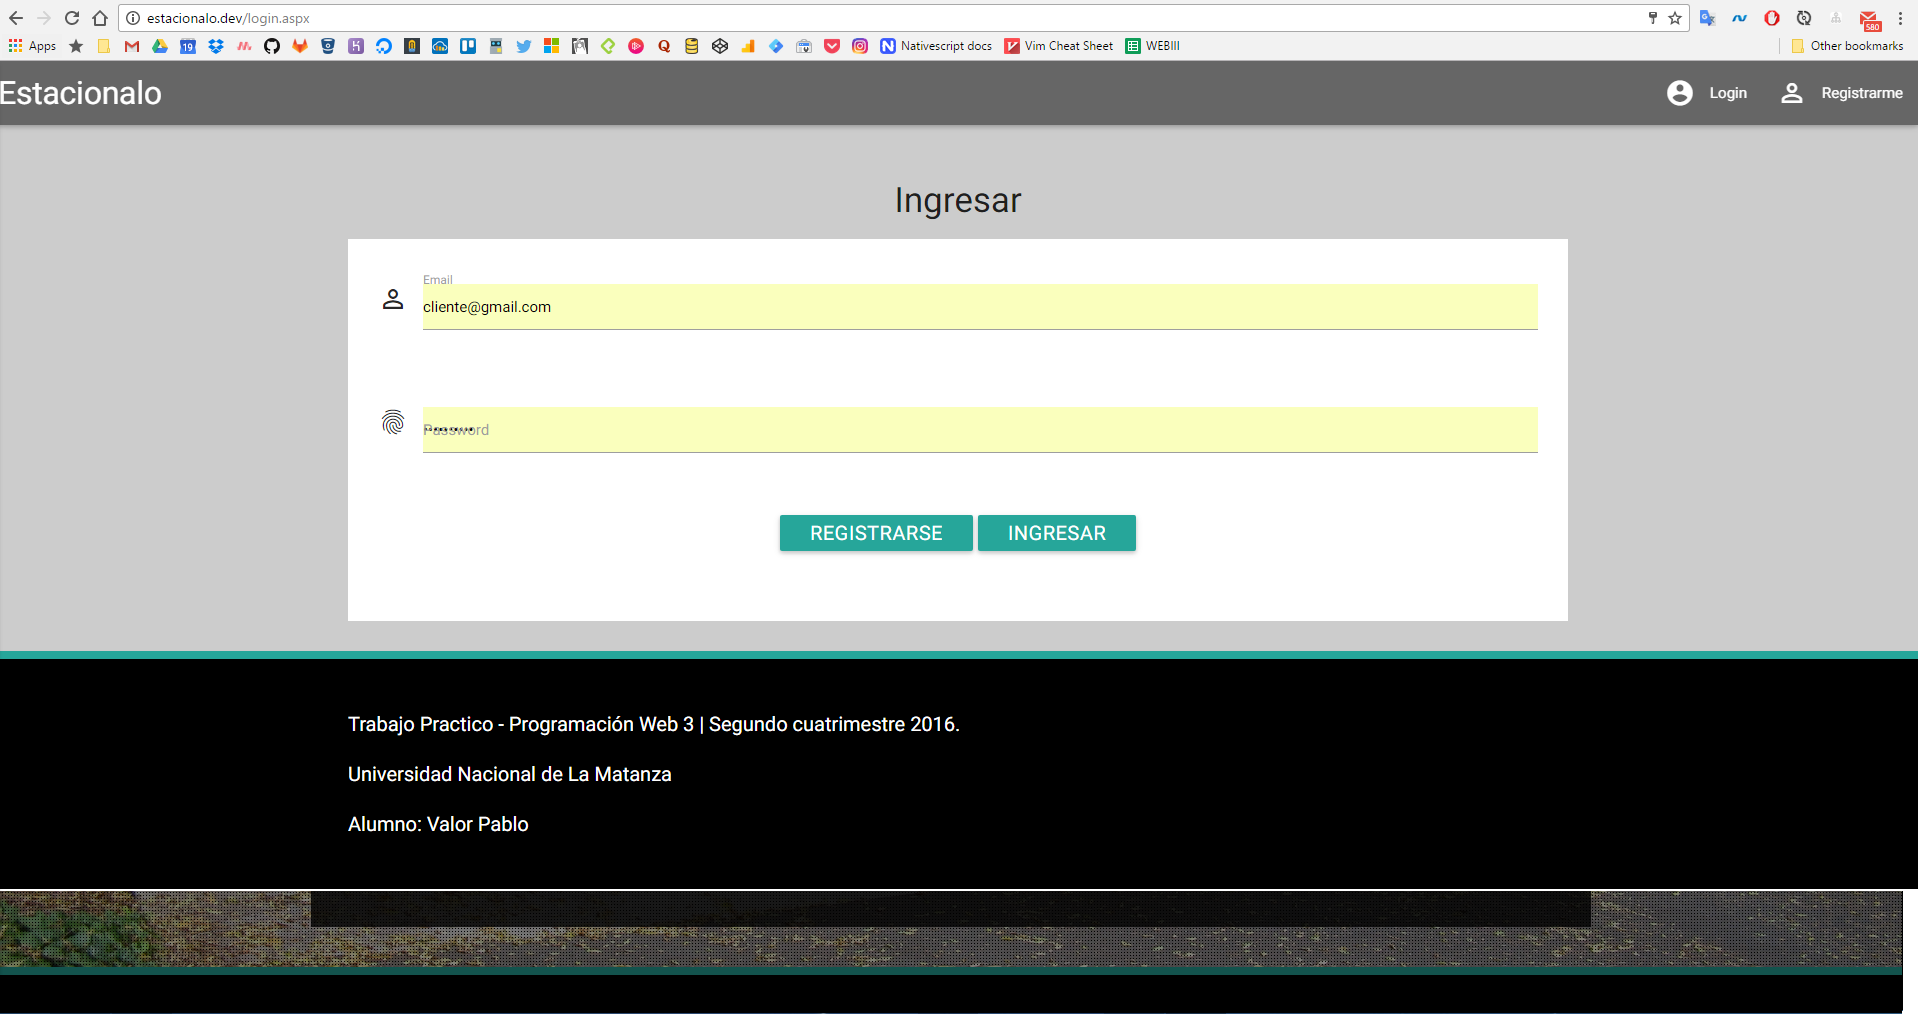 estacionalo.dev/login.aspx
Apps
19
Nativescript docs
Vim Cheat Sheet
WEBIII
Other bookmarks
580
Estacionalo
Login
Registrarme
Ingresar
Email
cliente@gmail.com
Password
REGISTRARSE
INGRESAR
Trabajo Practico - Programación Web 3 | Segundo cuatrimestre 2016.
Universidad Nacional de La Matanza
Alumno: Valor Pablo